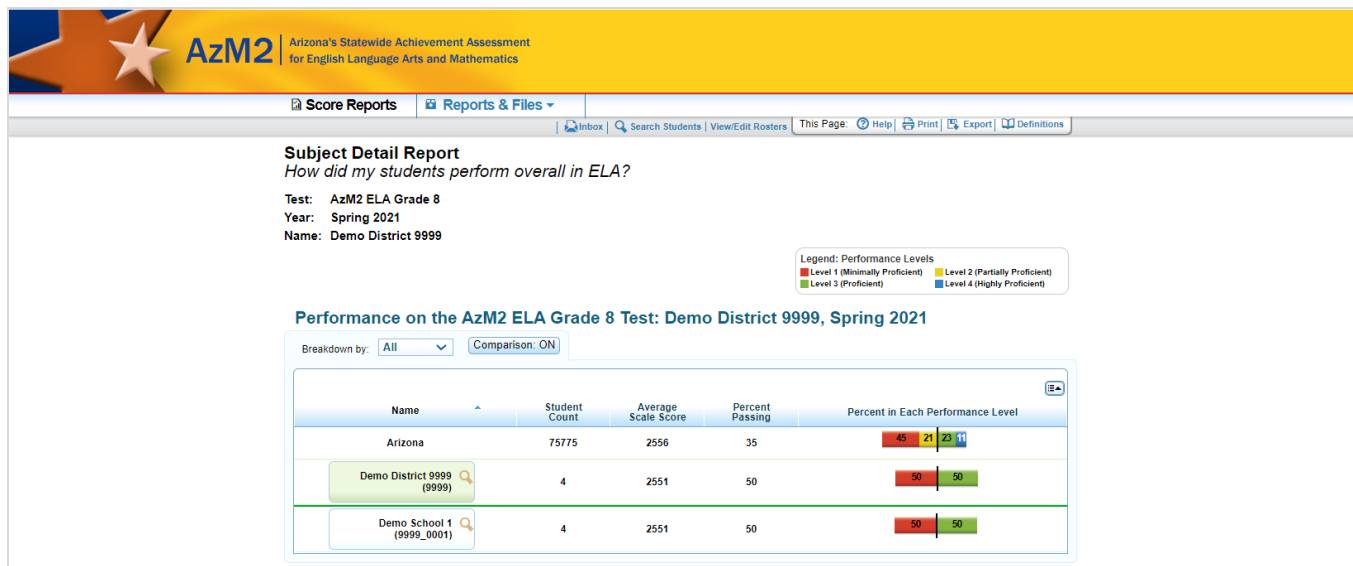 AzM2
Arizona's Statewide Achievement Assessment
for English Language Arts and Mathematics
Score Reports
Reports & Files
Inbox | Search Students | View/Edit Rosters
This Page: Help | Print | Export | Definitions
Subject Detail Report
How did my students perform overall in ELA?
Test: AzM2 ELA Grade 8
Year: Spring 2021
Name: Demo District 9999
Legend: Performance Levels
Level 1 (Minimally Proficient) Level 2 (Partially Proficient)
Level 3 (Proficient) Level 4 (Highly Proficient)
Performance on the AzM2 ELA Grade 8 Test: Demo District 9999, Spring 2021
Breakdown by: All Comparison: ON
Name Student Count Average Scale Score Percent Passing Percent in Each Performance Level
Arizona 75775 2556 35 45 21 23 11
Demo District 9999 (9999) 4 2551 50 50 50
Demo School 1 (9999_0001) 4 2551 50 50 50